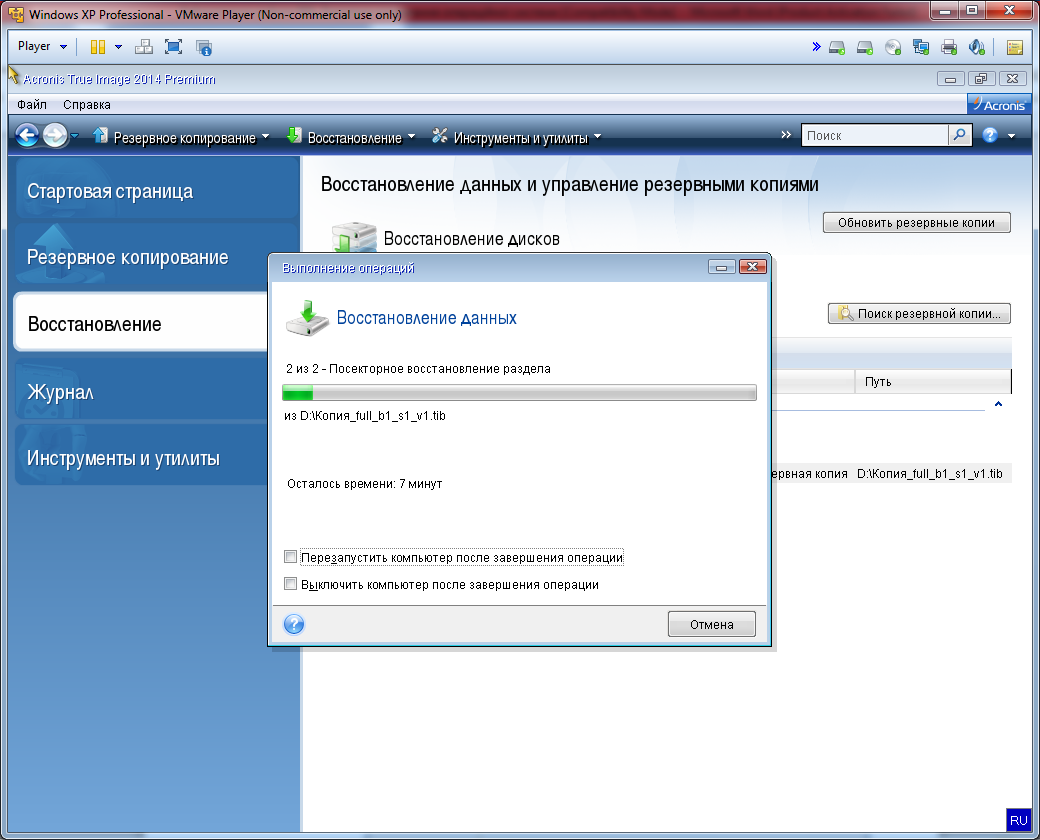 Windows XP Professional - VMware Player (Non-commercial use only)
Player
Acronis True Image 2014 Premium
Файл Справка
Acronis
Резервное копирование Восстановление Инструменты и утилиты Поиск
Стартовая страница
Резервное копирование
Восстановление
Журнал
Инструменты и утилиты
Восстановление данных и управление резервными копиями
Обновить резервные копии
Восстановление дисков
Поиск резервной копии...
Путь
ервная копия D:\Копия_full_b1_s1_v1.tib
Выполнение операций
Восстановление данных
2 из 2 - Посекторное восстановление раздела
из D:\Копия_full_b1_s1_v1.tib
Осталось времени: 7 минут
Перезапустить компьютер после завершения операции
Выключить компьютер после завершения операции
Отмена
RU